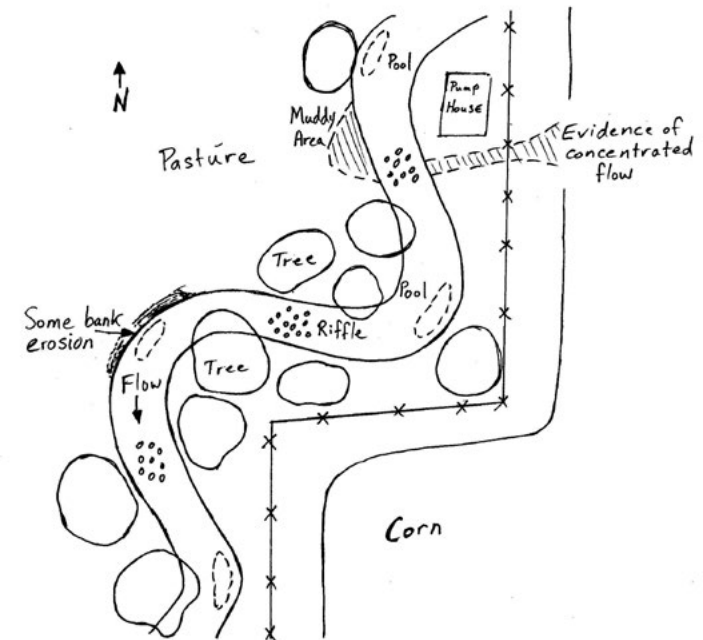 Pool
N
Pump
House
Muddy
Area
Evidence of
concentrated
flow
Pasture
Tree
Pool
Some bank
erosion
Riffle
Tree
Flow
Corn